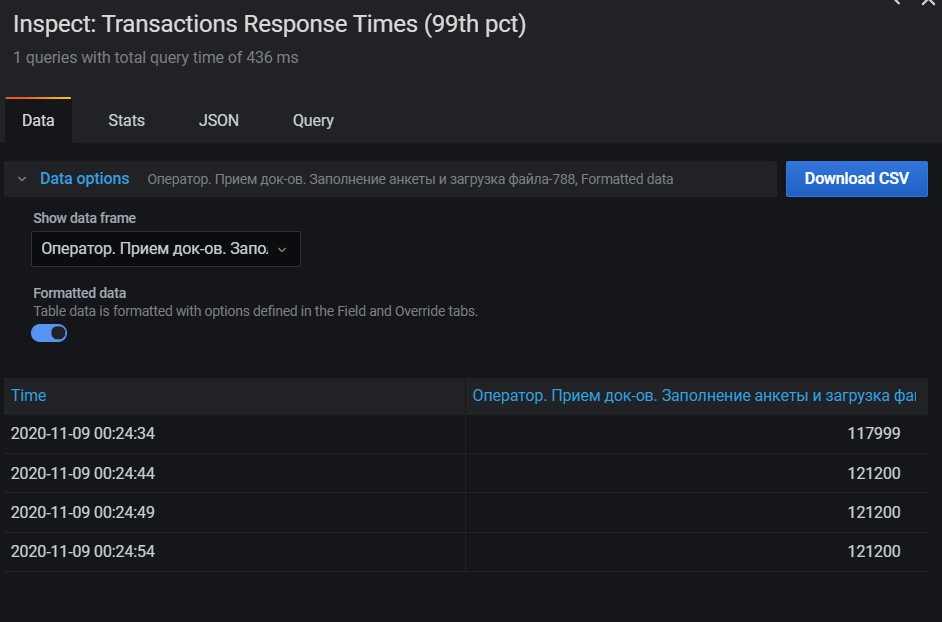 Inspect: Transactions Response Times (99th pct)
1 queries with total query time of 436 ms
Data Stats JSON Query
Data options Оператор. Прием док-ов. Заполнение анкеты и загрузка файла-788, Formatted data Download CSV
Show data frame
Оператор. Прием док-ов. Запол
Formatted data
Table data is formatted with options defined in the Field and Override tabs.
Time Оператор. Прием док-ов. Заполнение анкеты и загрузка фай
2020-11-09 00:24:34 117999
2020-11-09 00:24:44 121200
2020-11-09 00:24:49 121200
2020-11-09 00:24:54 121200